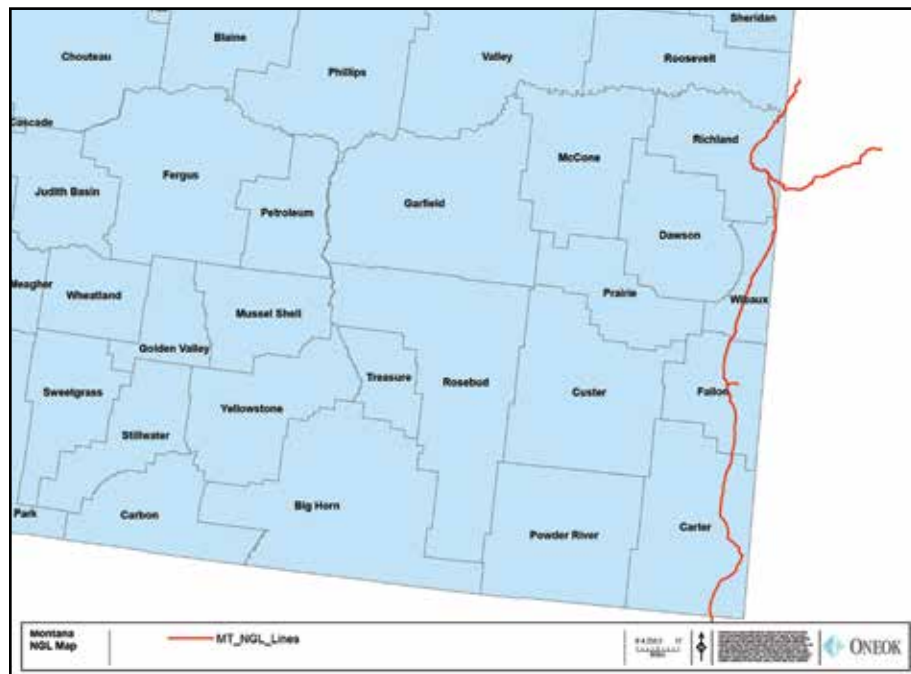 Sheridan
Blaine
Chouteau
Valley
Roosevelt
Phillips
Cascade
Richland
McCone
Fergus
Judith Basin
Garfield
Petroleum
Dawson
Meagher
Wheatland
Prairie
Wibaux
Mussel Shell
Golden Valley
Treasure
Rosebud
Sweetgrass
Custer
Fallon
Yellowstone
Stillwater
Big Horn
Park
Carbon
Powder River
Carter
Montana
NGL Map
MT_NGL_Lines
Miles
ONEOK